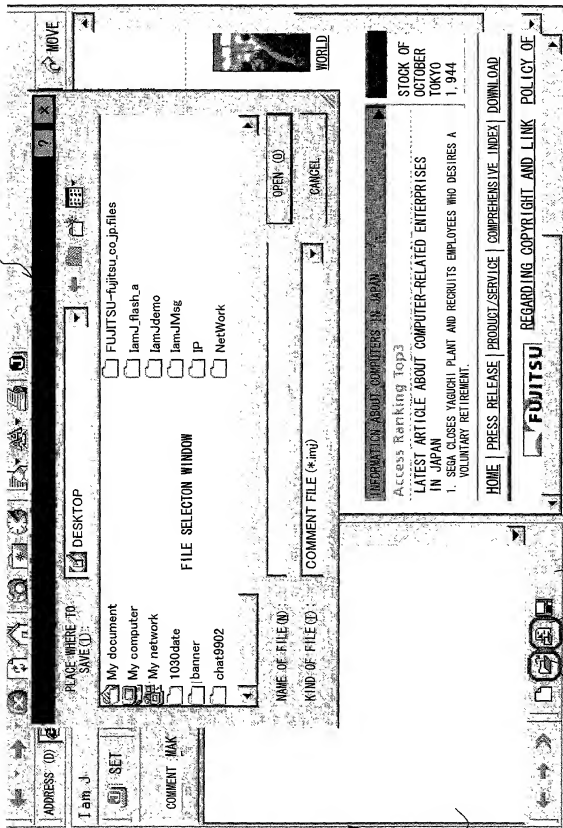 ADDRESS (D)
MOVE
I am J
SET
COMMENT MAK
? x
PLACE WHERE TO
SAVE (I):
DESKTOP
My document
My computer
My network
1030date
banner
chat9902
FILE SELECTON WINDOW
FUJITSU-fujitsu_co_jp.files
IamJ_flash_a
IamJdemo
IamJMsg
IP
NetWork
NAME OF FILE (N)
OPEN (O)
KIND OF FILE (T):
COMMENT FILE (*.imj)
CANCEL
WORLD
INFORMATION ABOUT COMPUTERS IN JAPAN
Access Ranking Top3
LATEST ARTICLE ABOUT COMPUTER-RELATED ENTERPRISES
IN JAPAN
1. SEGA CLOSES YAGUCHI PLANT AND RECRUITS EMPLOYEES WHO DESIRES A
VOLUNTARY RETIREMENT.
STOCK OF
OCTOBER
TOKYO
1.944
HOME | PRESS RELEASE | PRODUCT/SERVICE | COMPREHENSIVE INDEX | DOWNLOAD
FUJITSU REGARDING COPYRIGHT AND LINK POLICY OF